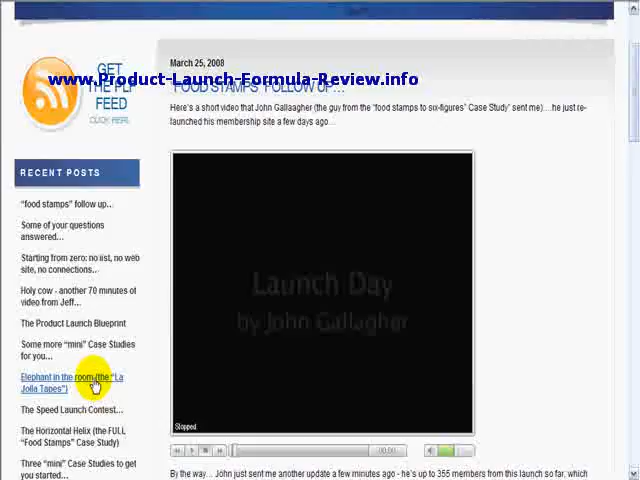 March 25, 2008
GET
THE PLF
FEED
CLICK HERE
www.Product-Launch-Formula-Review.info
"FOOD STAMPS" FOLLOW UP…
Here's a short video that John Gallaagher (the guy from the "food stamps to six-figures" Case Study" sent me)….he just re-
launched his membership site a few days ago…
RECENT POSTS
"food stamps" follow up…
Some of your questions
answered…
Starting from zero: no list, no web
site, no connections…
Holy cow - another 70 minutes of
video from Jeff…
The Product Launch Blueprint
Some more "mini" Case Studies
for you…
Elephant in the room (the "La
Jolla Tapes")
The Speed Launch Contest…
The Horizontal Helix (the FULL
"Food Stamps" Case Study)
Three "mini" Case Studies to get
you started…
Launch Day
by John Gallagher
Stopped
00:00
By the way… John just sent me another update a few minutes ago - he's up to 355 members from this launch so far, which